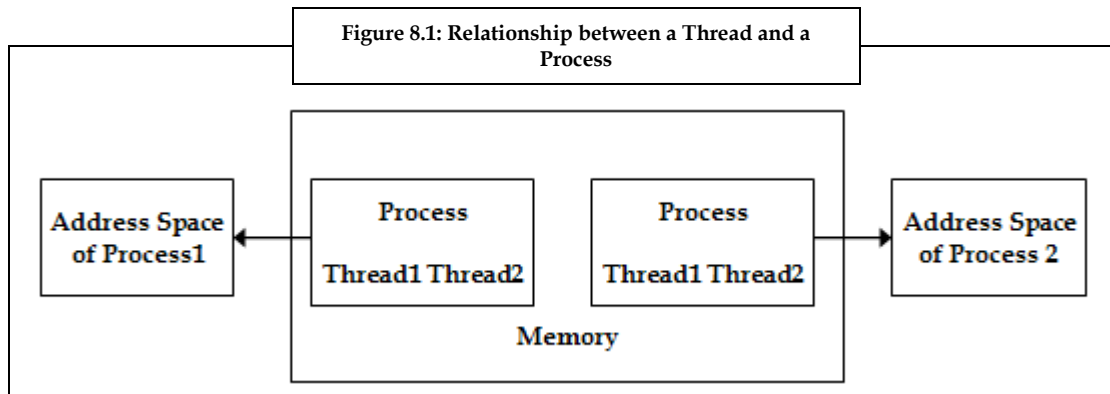 Figure 8.1: Relationship between a Thread and a
Process
Address Space
of Process1
Process
Thread1 Thread2
Process
Thread1 Thread2
Address Space
of Process 2
Memory